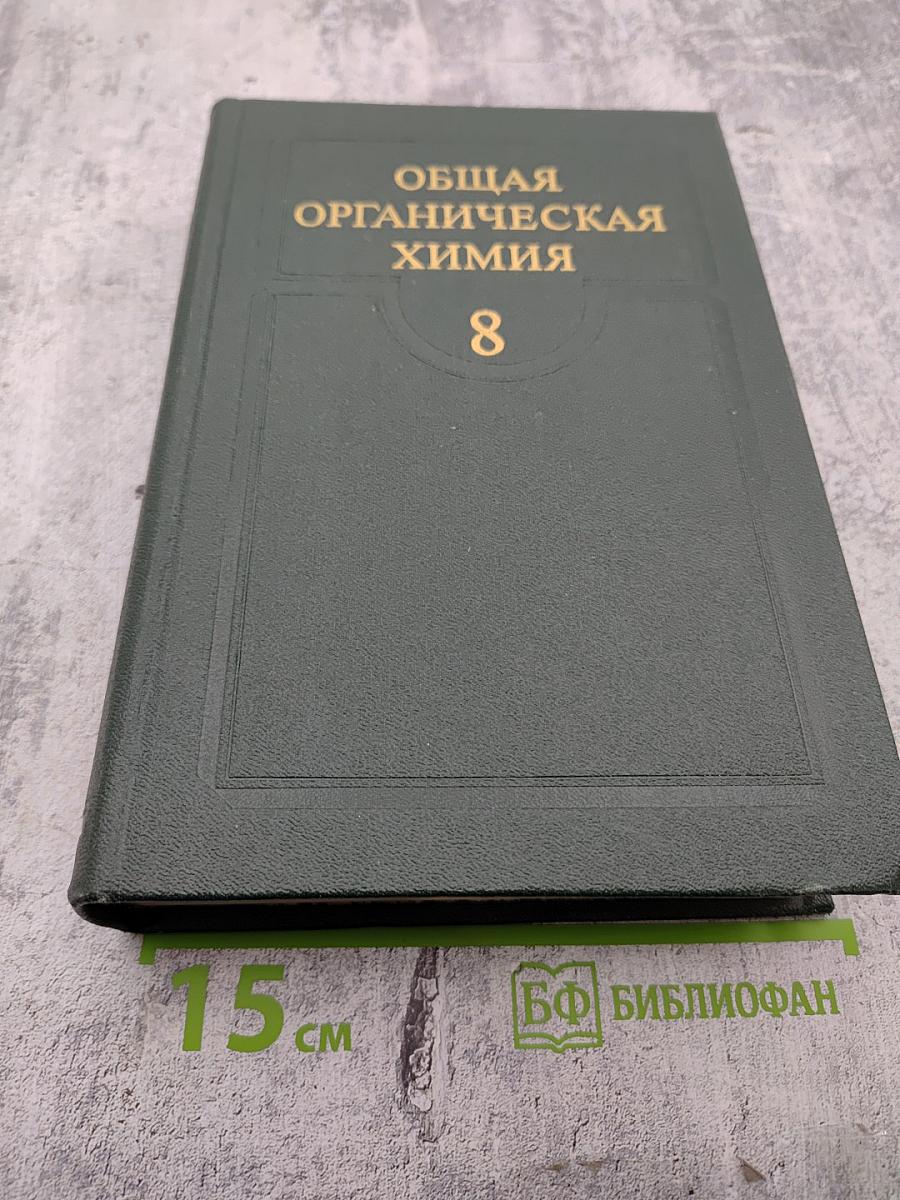 ОБЩАЯ
ОРГАНИЧЕСКАЯ
ХИМИЯ
8
15 см
БФ БИБЛИОФАН